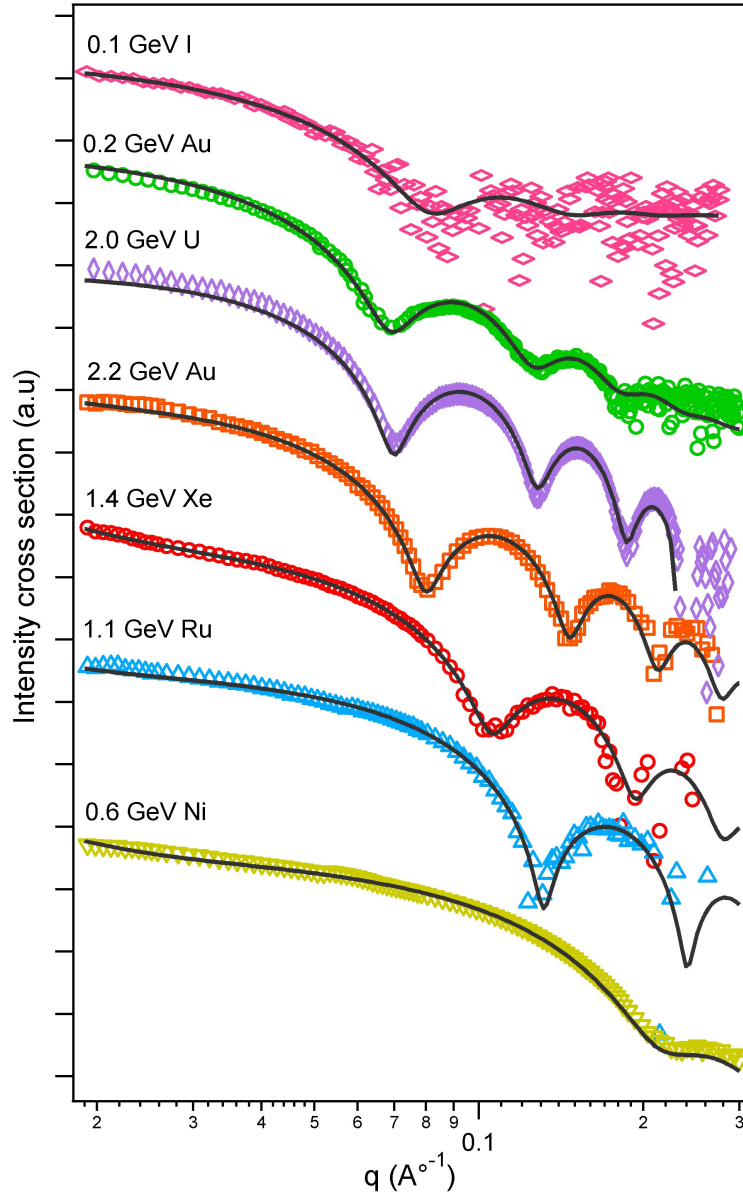 0.1 GeV I
0.2 GeV Au
2.0 GeV U
2.2 GeV Au
1.4 GeV Xe
1.1 GeV Ru
0.6 GeV Ni
Intensity cross section (a.u)
2 3 4 5 6 7 8 9 0.1 2 3
q (A°⁻¹)